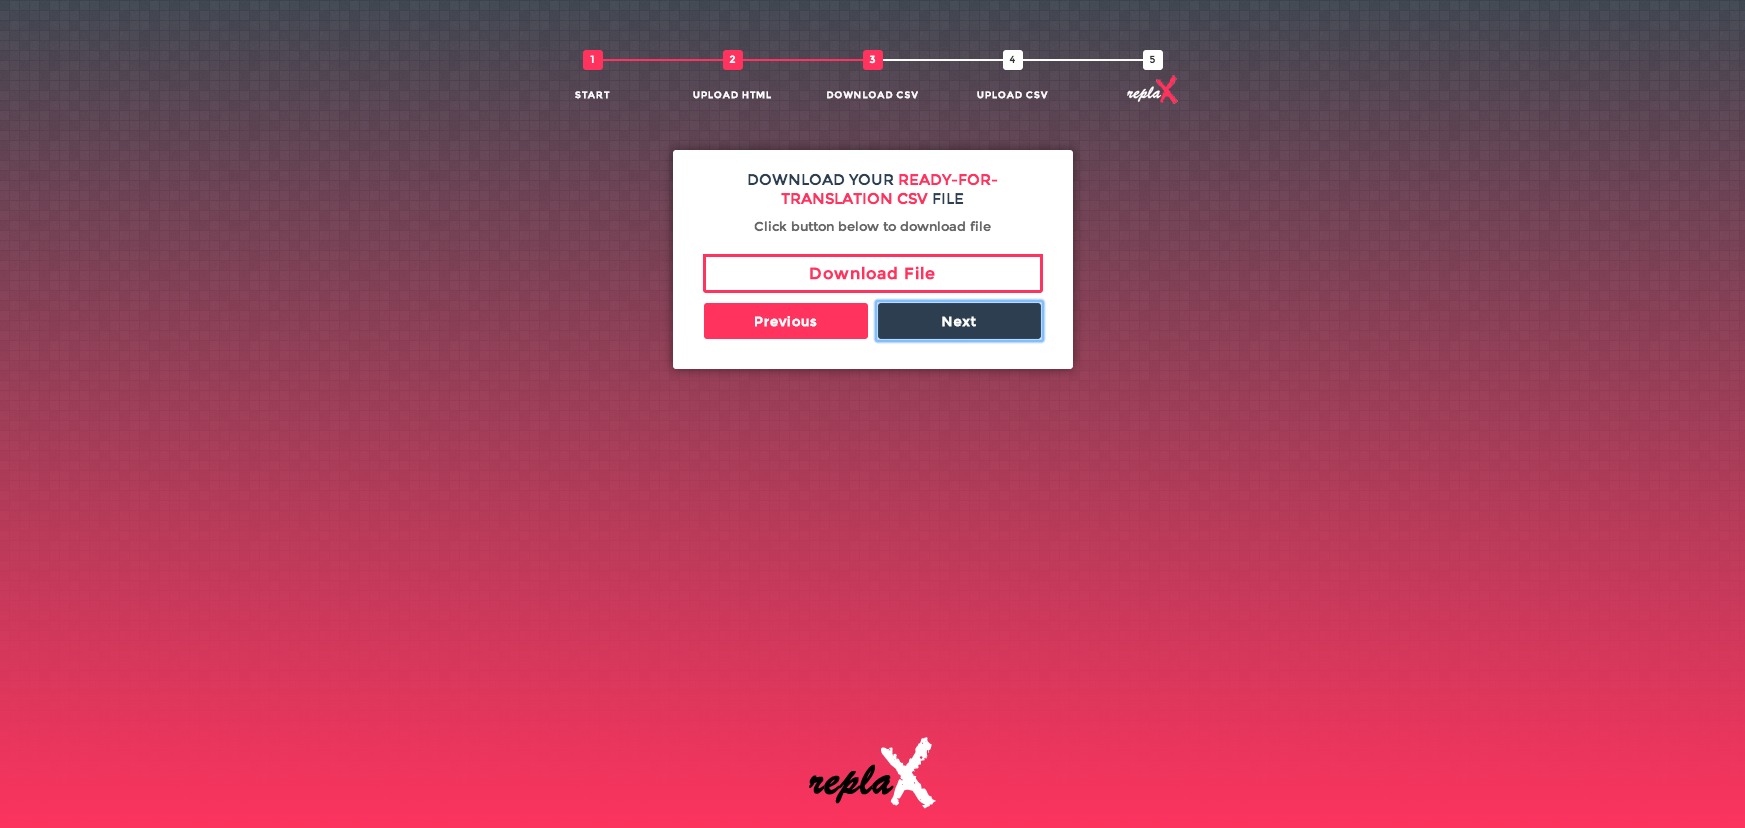 1 2 3 4 5
START UPLOAD HTML DOWNLOAD CSV UPLOAD CSV replaX
DOWNLOAD YOUR READY-FOR-
TRANSLATION CSV FILE
Click button below to download file
Download File
Previous Next
replaX